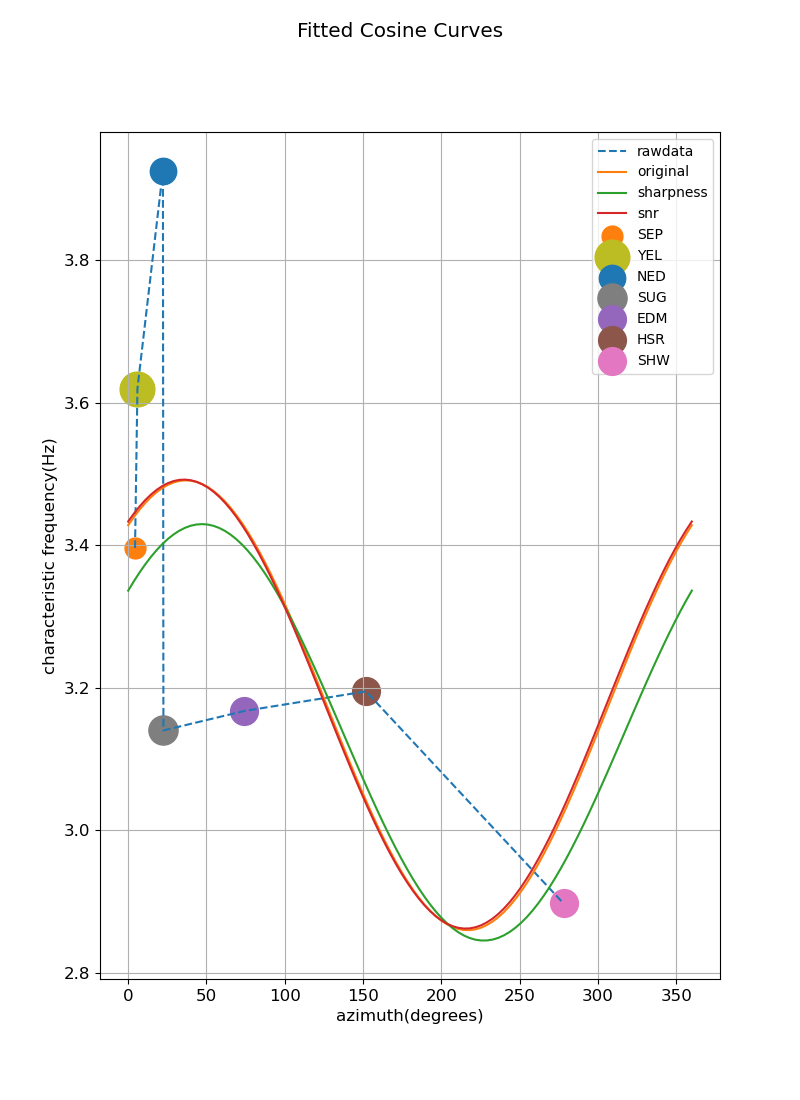 Fitted Cosine Curves
rawdata
original
sharpness
snr
SEP
YEL
NED
SUG
EDM
HSR
SHW
characteristic frequency(Hz)
3.8
3.6
3.4
3.2
3.0
2.8
0 50 100 150 200 250 300 350
azimuth(degrees)